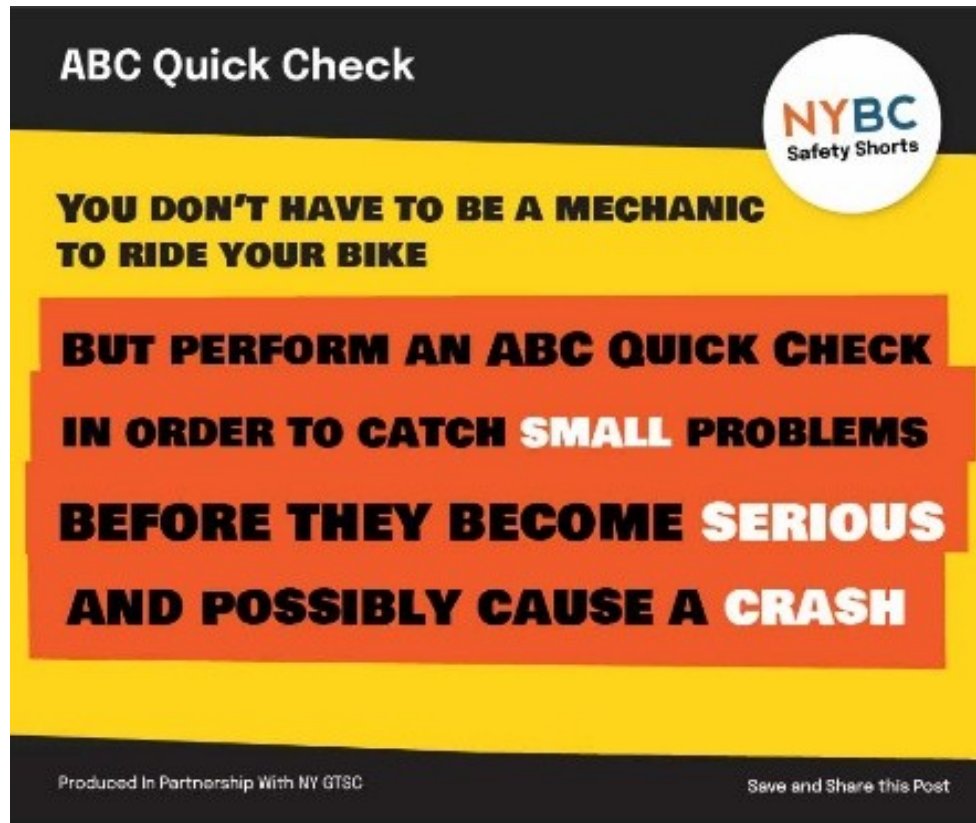 ABC Quick Check
NYBC
Safety Shorts
YOU DON'T HAVE TO BE A MECHANIC
TO RIDE YOUR BIKE
BUT PERFORM AN ABC QUICK CHECK
IN ORDER TO CATCH SMALL PROBLEMS
BEFORE THEY BECOME SERIOUS
AND POSSIBLY CAUSE A CRASH
Produced In Partnership With NY GTSC
Save and Share this Post